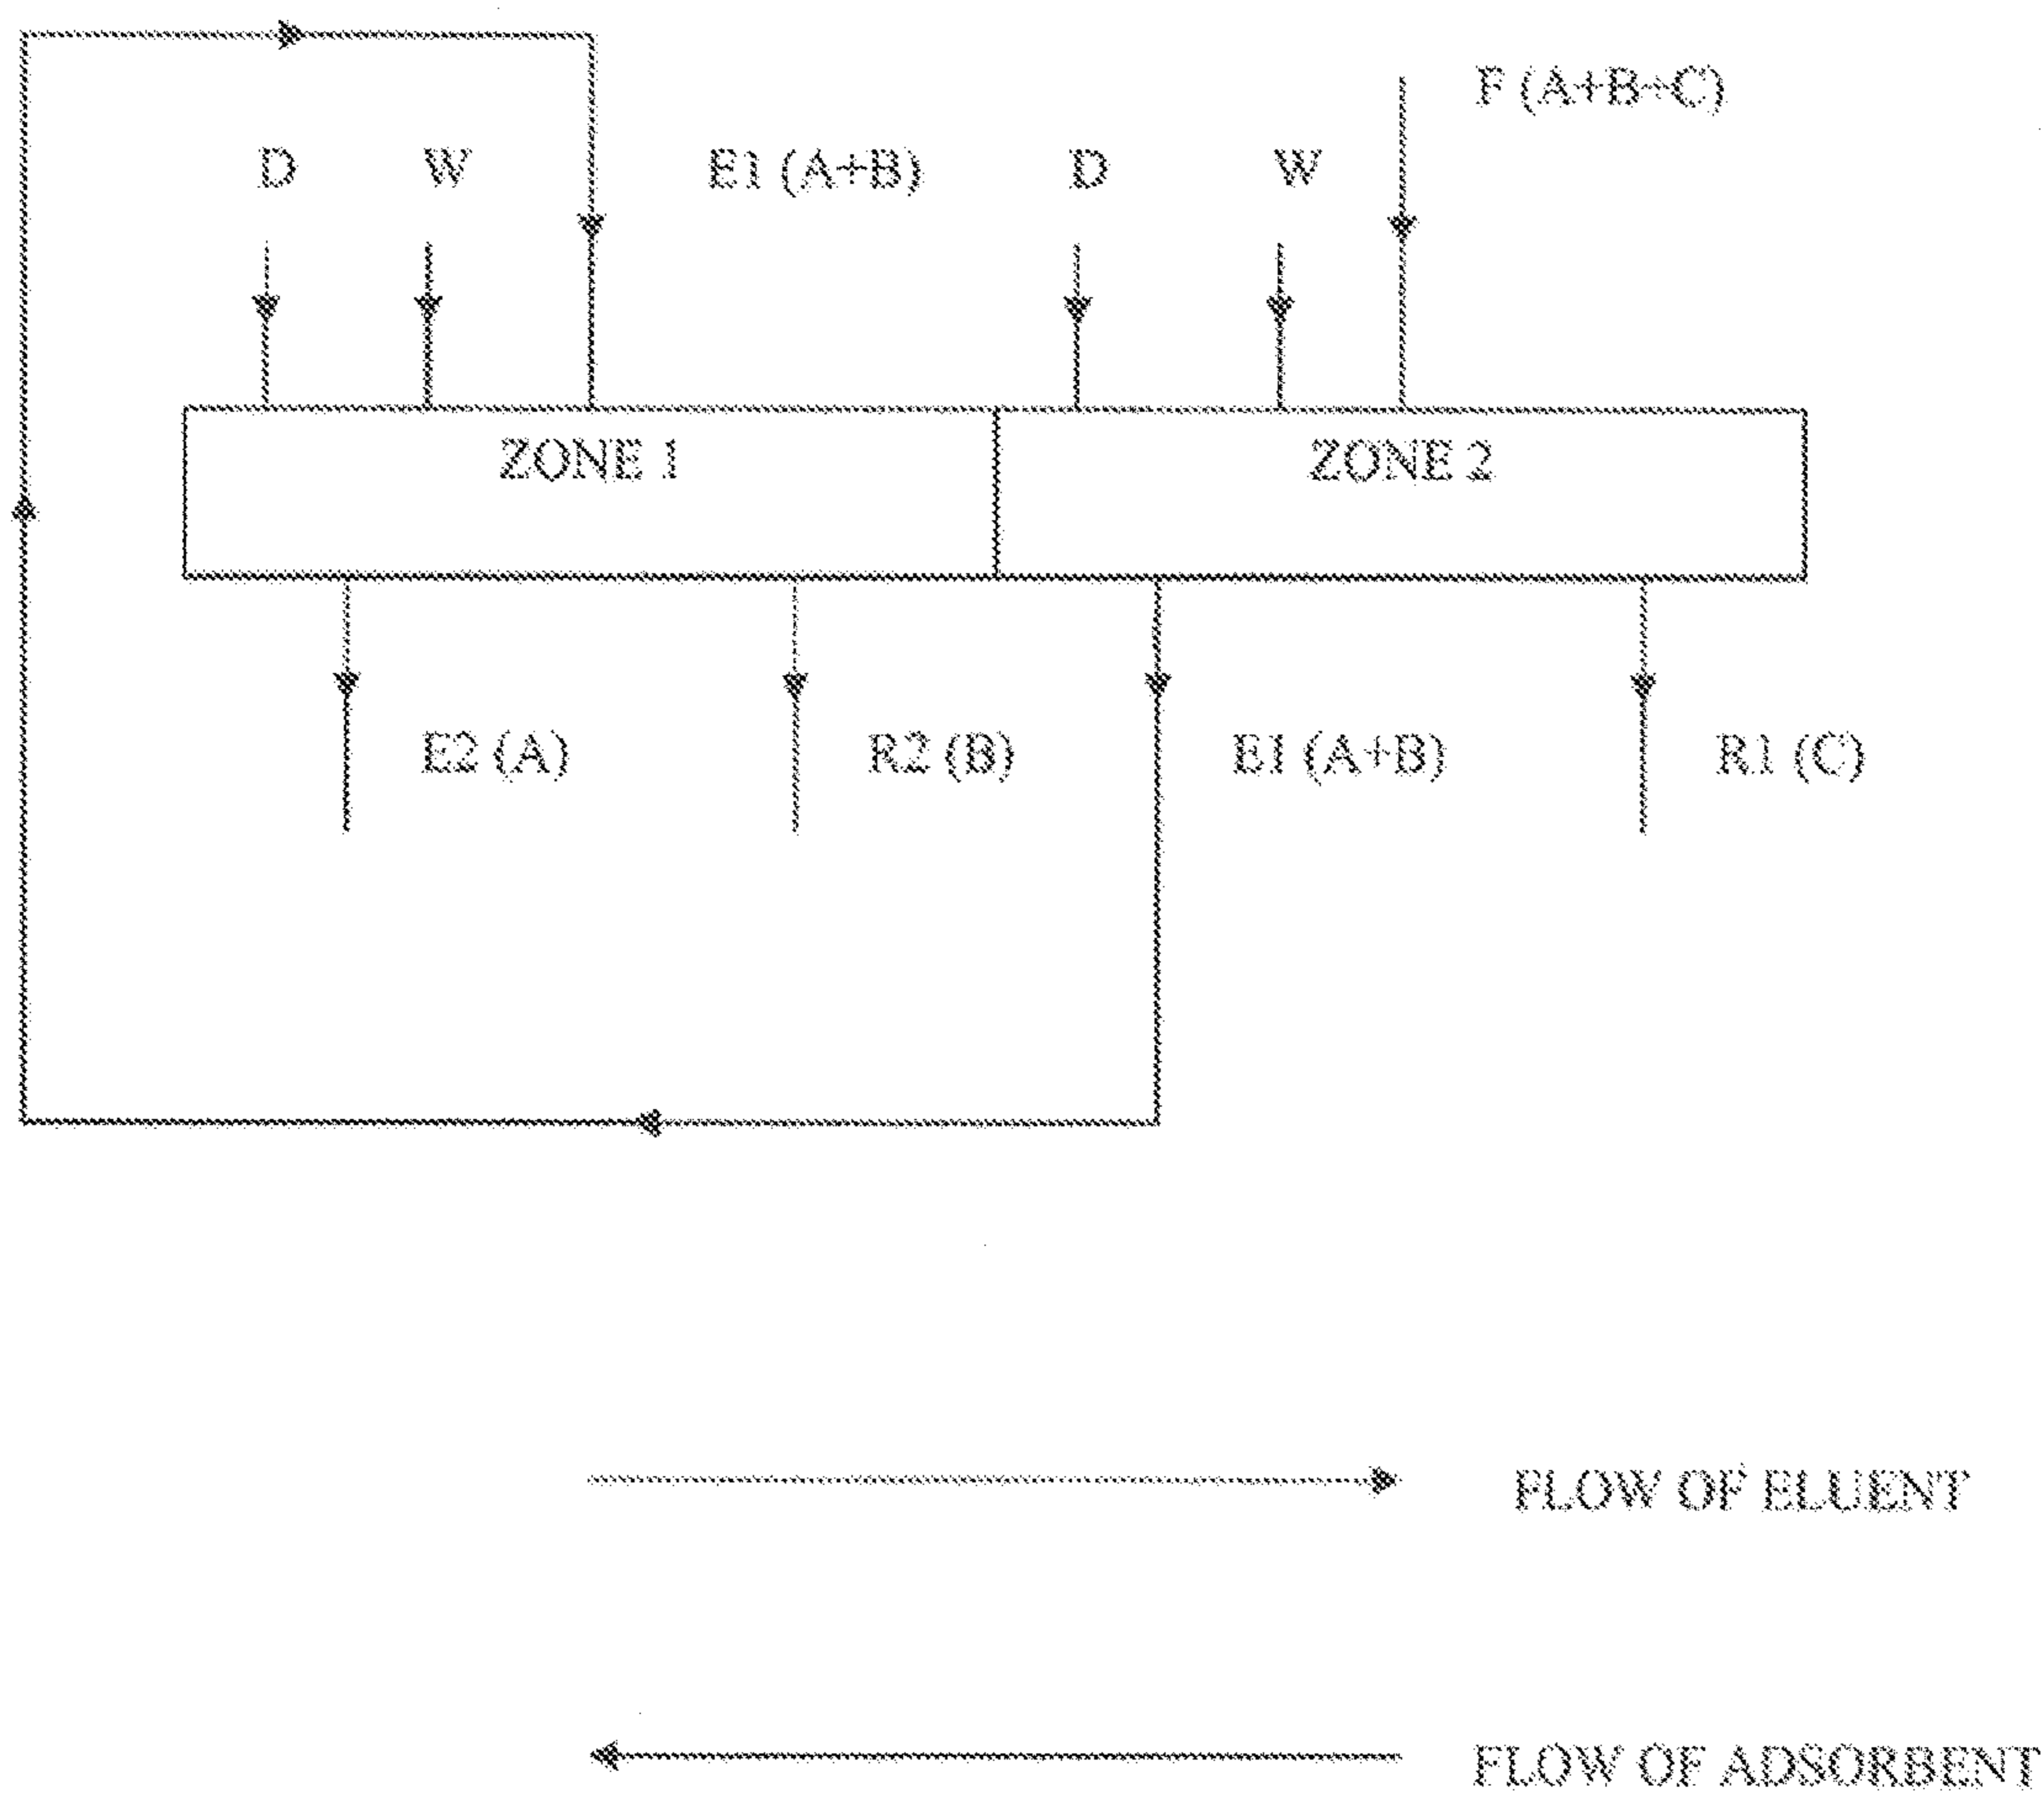 F (A+B+C)
D W E1 (A+B) D W
ZONE 1 ZONE 2
E2 (A) R2 (B) E1 (A+B) R1 (C)
FLOW OF ELUENT
FLOW OF ADSORBENT